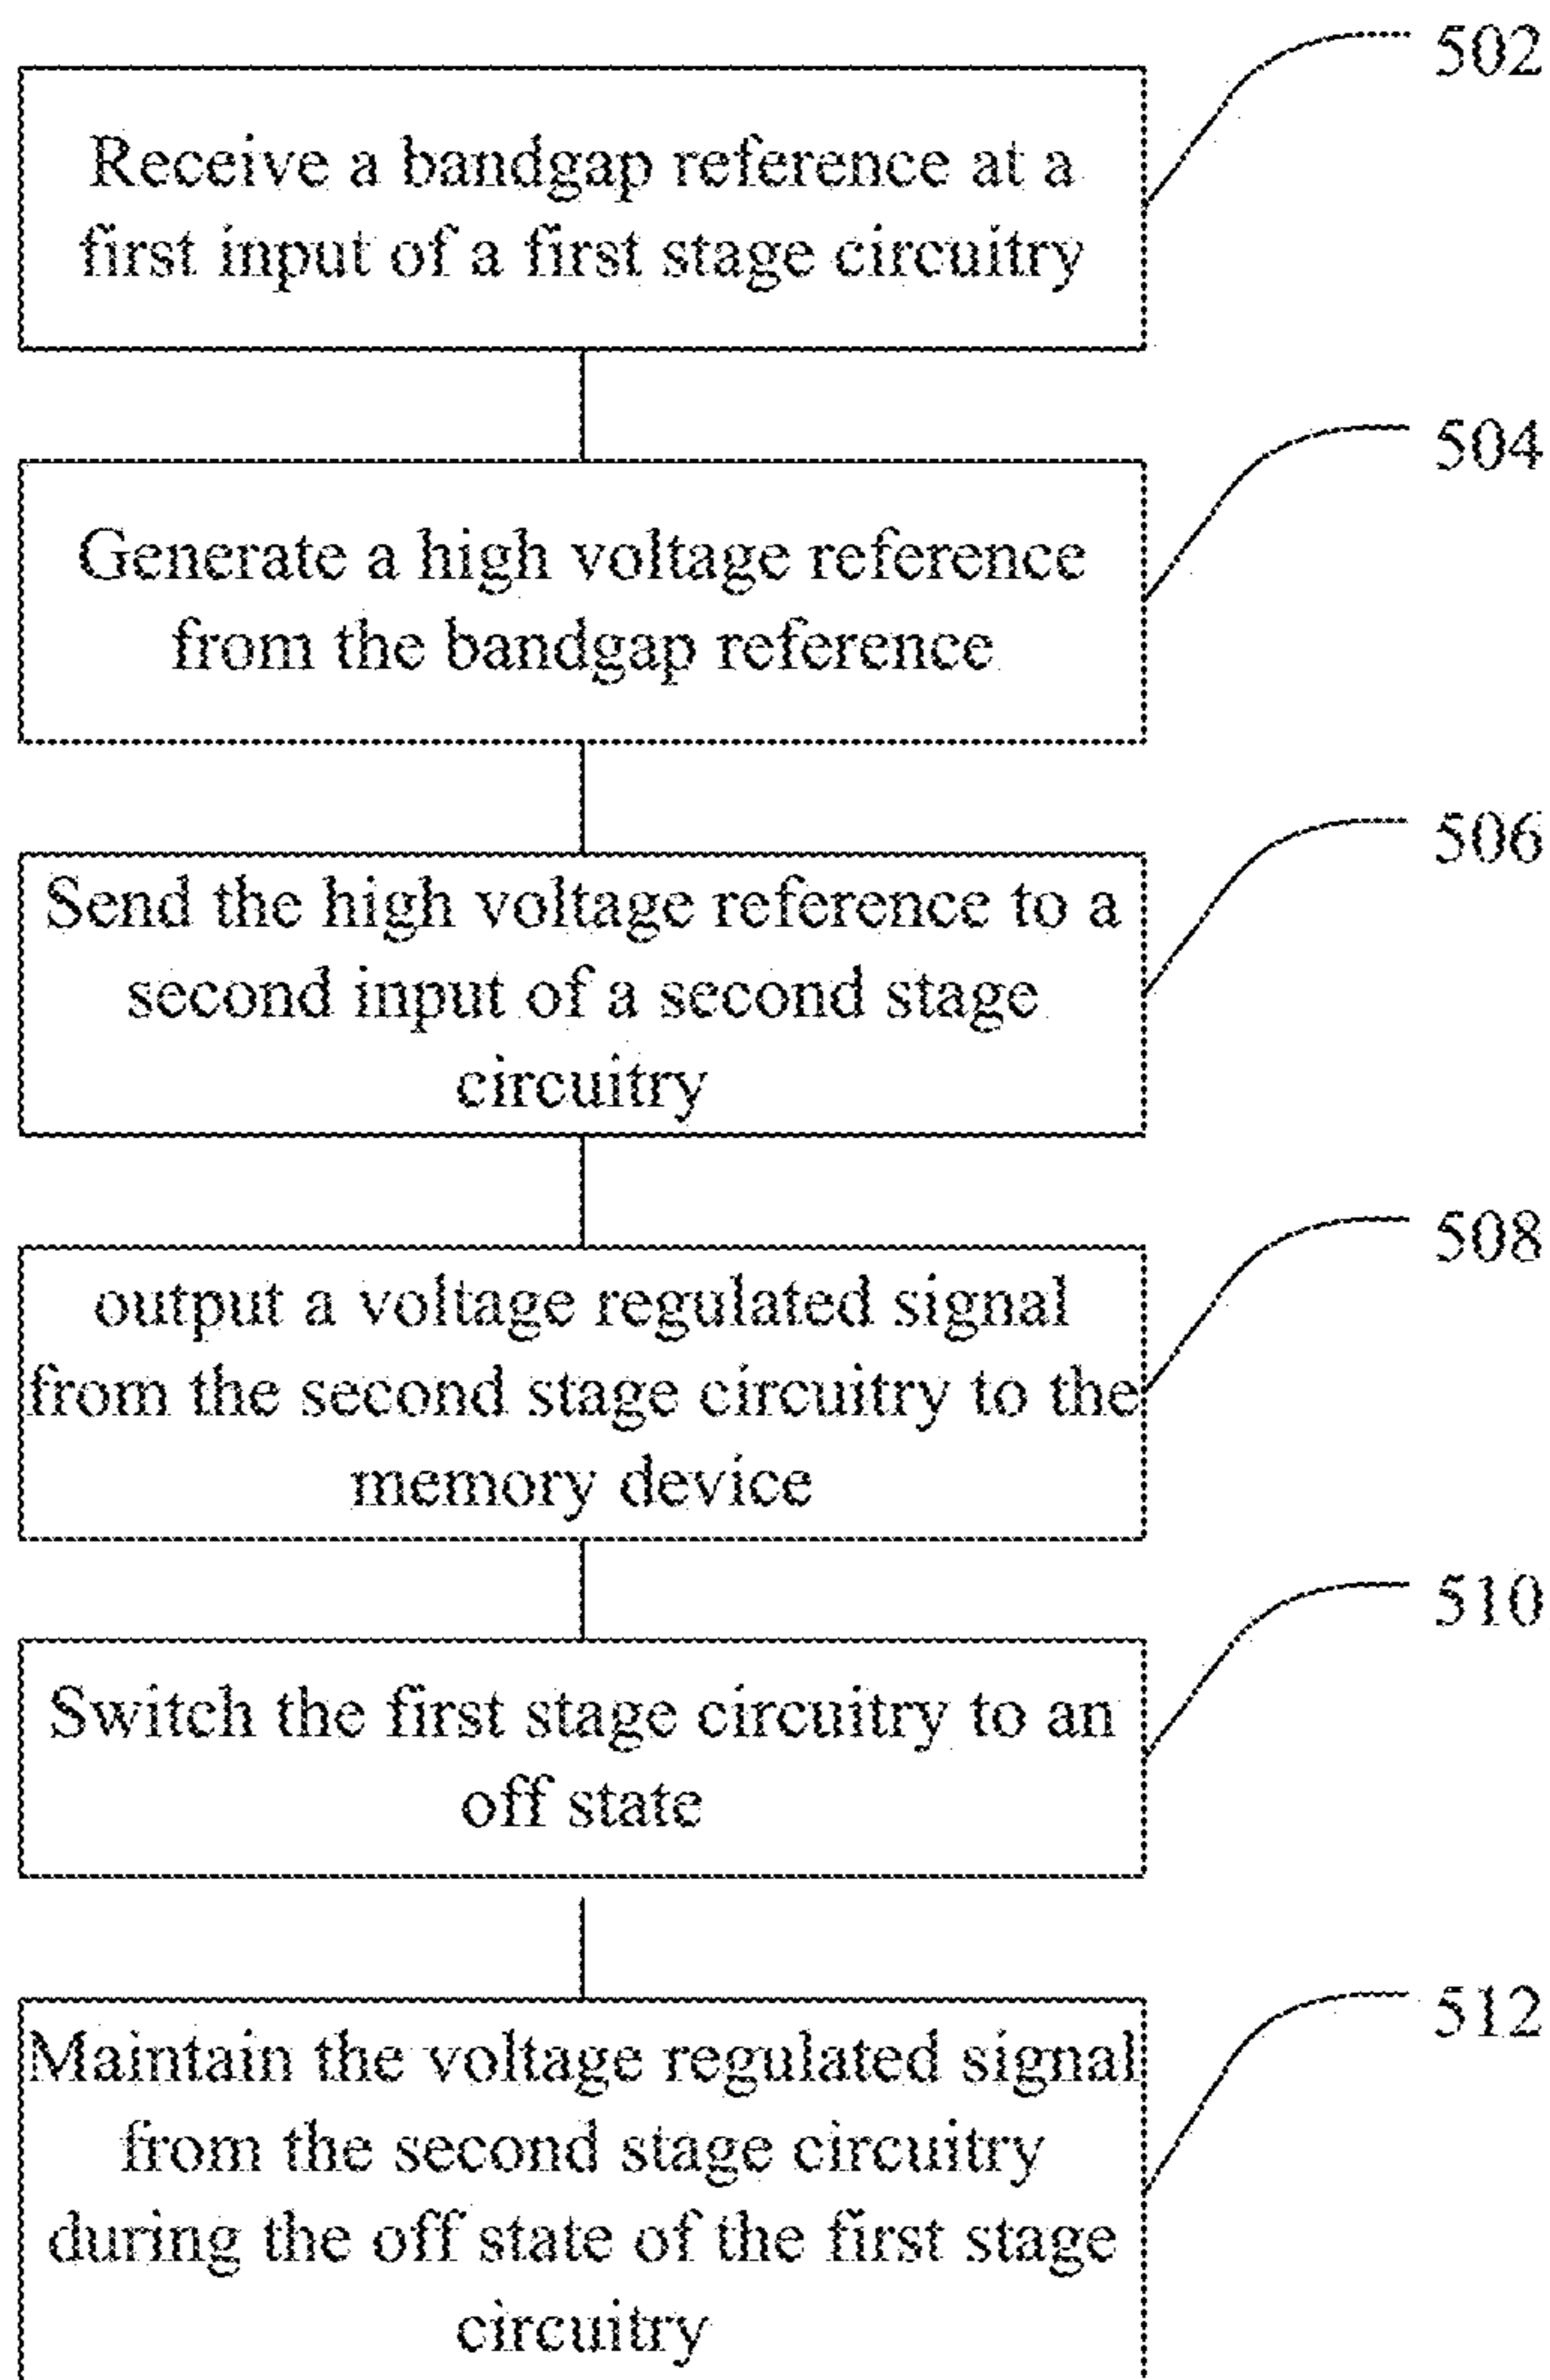 502
Receive a bandgap reference at a
first input of a first stage circuitry
504
Generate a high voltage reference
from the bandgap reference
506
Send the high voltage reference to a
second input of a second stage
circuitry
508
output a voltage regulated signal
from the second stage circuitry to the
memory device
510
Switch the first stage circuitry to an
off state
512
Maintain the voltage regulated signal
from the second stage circuitry
during the off state of the first stage
circuitry